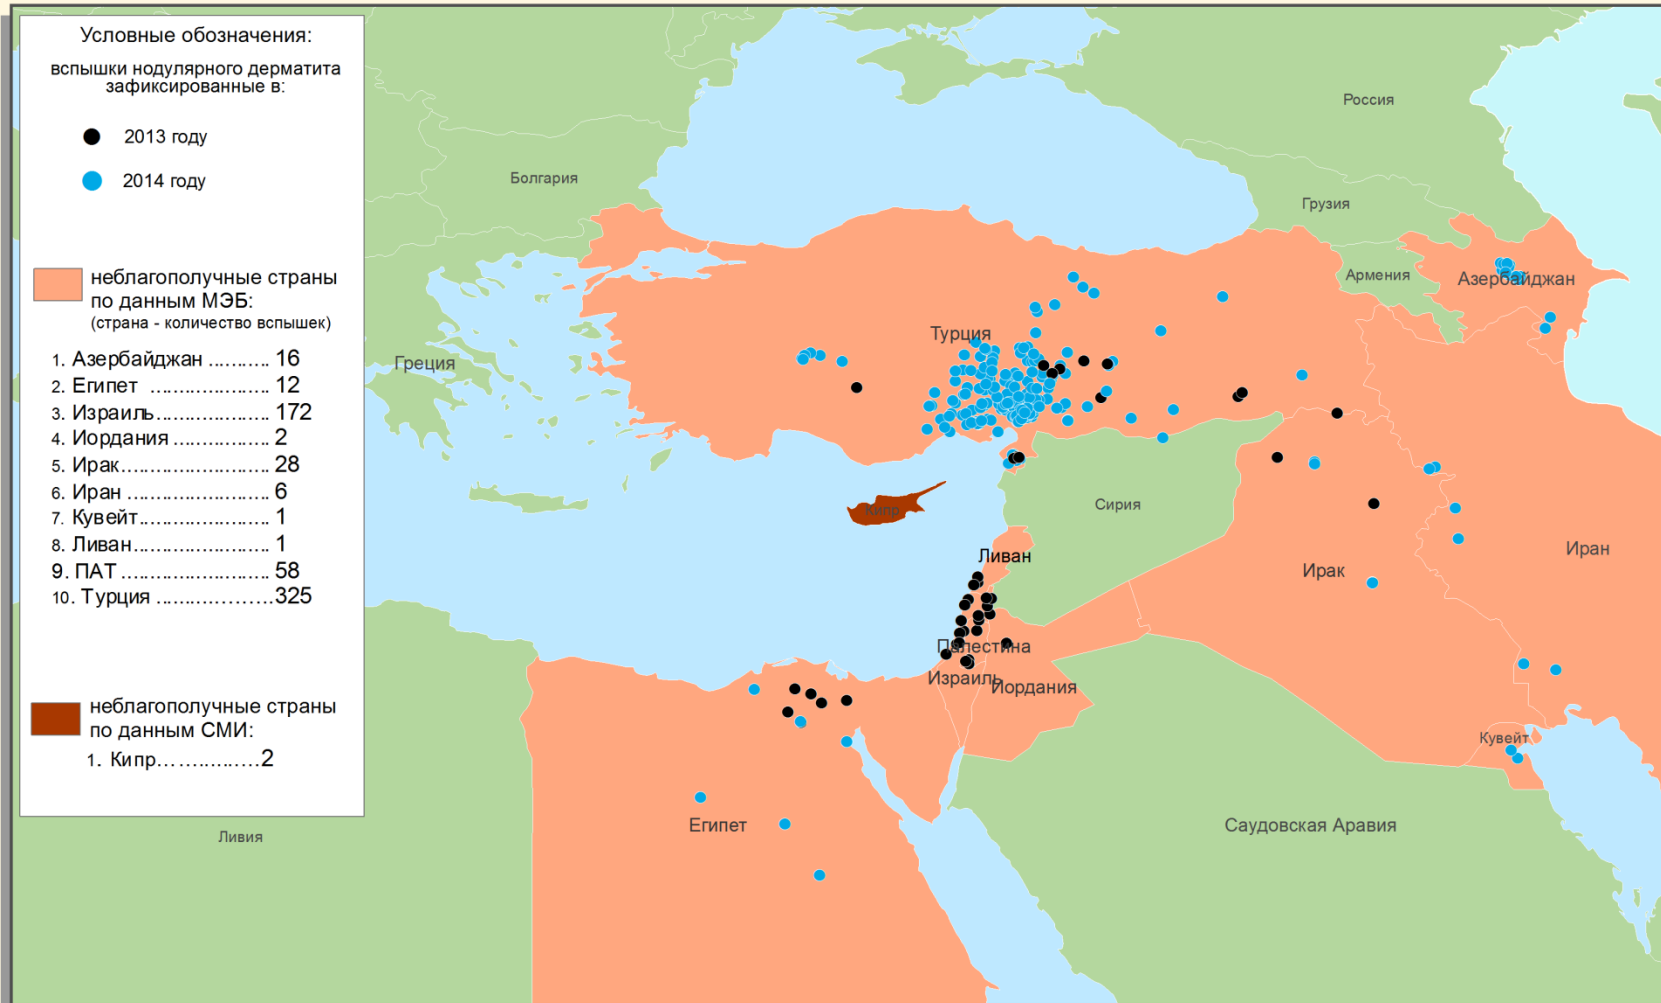 Условные обозначения:
вспышки нодулярного дерматита
зафиксированные в:
2013 году
2014 году
неблагополучные страны
по данным МЭБ:
(страна - количество вспышек)
1. Азербайджан ........... 16
2. Египет ........................ 12
3. Израиль..................... 172
4. Иордания ................. 2
5. Ирак.......................... 28
6. Иран ......................... 6
7. Кувейт....................... 1
8. Ливан........................ 1
9. ПАТ .......................... 58
10. Турция ....................325
неблагополучные страны
по данным СМИ:
1. Кипр................2
Россия
Болгария
Грузия
Армения
Азербайджан
Турция
Греция
Сирия
Кипр
Ливан
Иран
Ирак
Палестина
Израиль
Иордания
Кувейт
Египет
Саудовская Аравия
Ливия